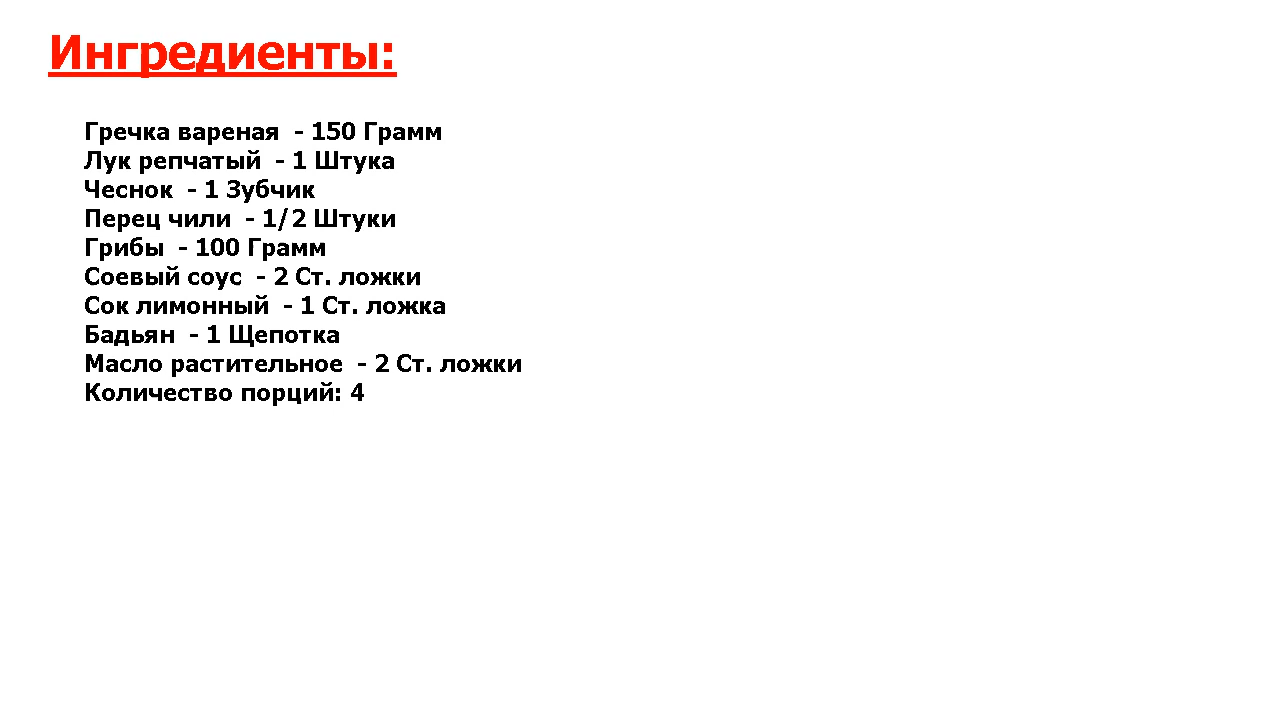 Ингредиенты:
Гречка вареная - 150 Грамм
Лук репчатый - 1 Штука
Чеснок - 1 Зубчик
Перец чили - 1/2 Штуки
Грибы - 100 Грамм
Соевый соус - 2 Ст. ложки
Сок лимонный - 1 Ст. ложка
Бадьян - 1 Щепотка
Масло растительное - 2 Ст. ложки
Количество порций: 4